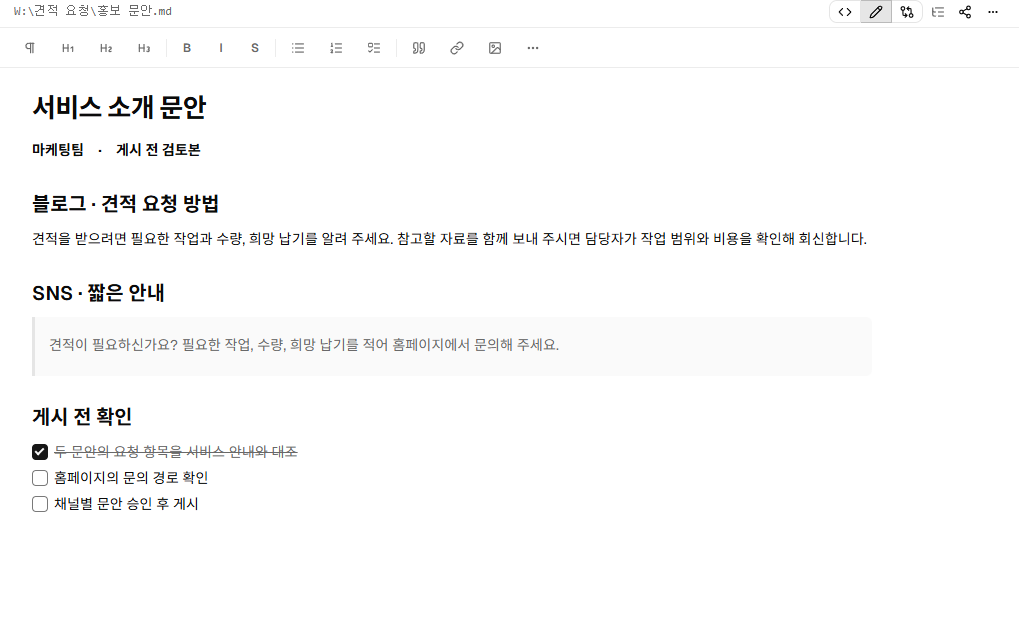 W:\견적 요청\홍보 문안.md
H1 H2 H3 B I S
서비스 소개 문안
마케팅팀 · 게시 전 검토본
블로그 · 견적 요청 방법
견적을 받으려면 필요한 작업과 수량, 희망 납기를 알려 주세요. 참고할 자료를 함께 보내 주시면 담당자가 작업 범위와 비용을 확인해 회신합니다.
SNS · 짧은 안내
견적이 필요하신가요? 필요한 작업, 수량, 희망 납기를 적어 홈페이지에서 문의해 주세요.
게시 전 확인
두 문안의 요청 항목을 서비스 안내와 대조
홈페이지의 문의 경로 확인
채널별 문안 승인 후 게시